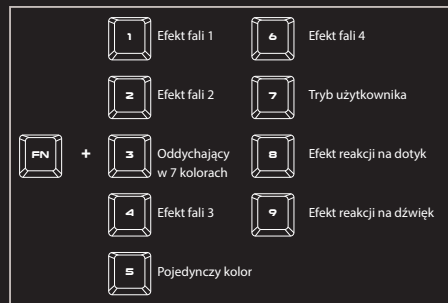 1 Efekt fali 1
2 Efekt fali 2
FN + 3 Oddychający
w 7 kolorach
4 Efekt fali 3
5 Pojedynczy kolor
6 Efekt fali 4
7 Tryb użytkownika
8 Efekt reakcji na dotyk
9 Efekt reakcji na dźwięk